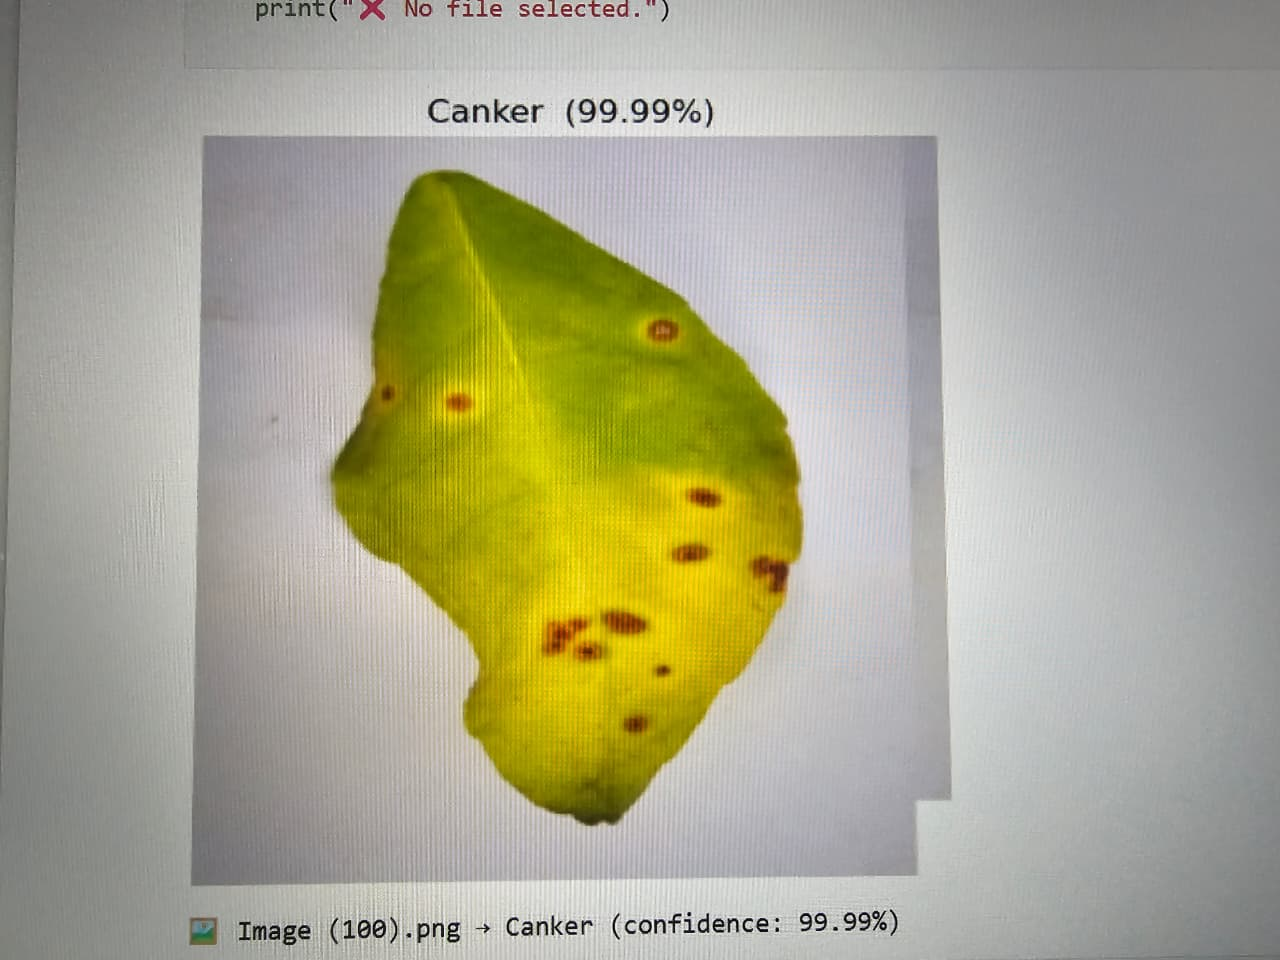 print("❌ No file selected.")
Canker (99.99%)
🖼️ Image (100).png → Canker (confidence: 99.99%)